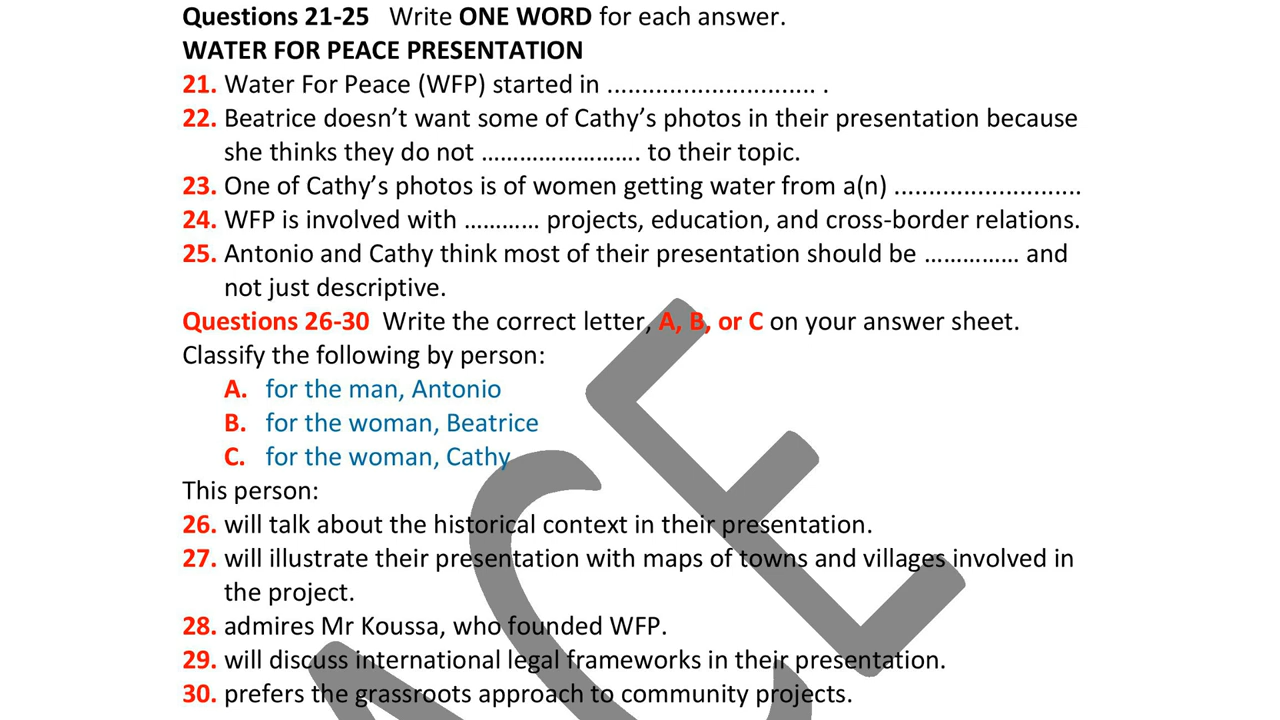 Questions 21-25 Write ONE WORD for each answer.
WATER FOR PEACE PRESENTATION
21. Water For Peace (WFP) started in .............................. .
22. Beatrice doesn’t want some of Cathy’s photos in their presentation because
she thinks they do not ……………………. to their topic.
23. One of Cathy’s photos is of women getting water from a(n) ...........................
24. WFP is involved with ………… projects, education, and cross-border relations.
25. Antonio and Cathy think most of their presentation should be …………… and
not just descriptive.
Questions 26-30 Write the correct letter, A, B, or C on your answer sheet.
Classify the following by person:
A. for the man, Antonio
B. for the woman, Beatrice
C. for the woman, Cathy
This person:
26. will talk about the historical context in their presentation.
27. will illustrate their presentation with maps of towns and villages involved in
the project.
28. admires Mr Koussa, who founded WFP.
29. will discuss international legal frameworks in their presentation.
30. prefers the grassroots approach to community projects.
ACE